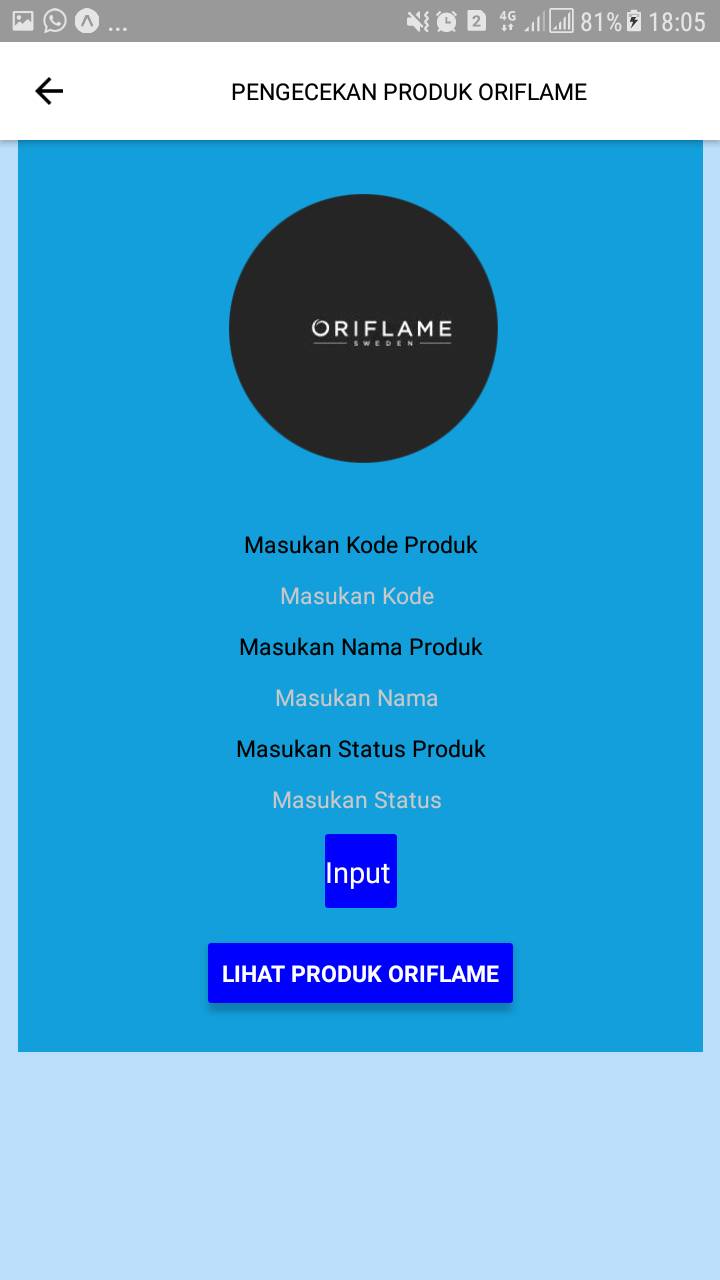 ... 2 4G 81% 18:05
PENGECEKAN PRODUK ORIFLAME
ORIFLAME
SWEDEN
Masukan Kode Produk
Masukan Kode
Masukan Nama Produk
Masukan Nama
Masukan Status Produk
Masukan Status
Input
LIHAT PRODUK ORIFLAME